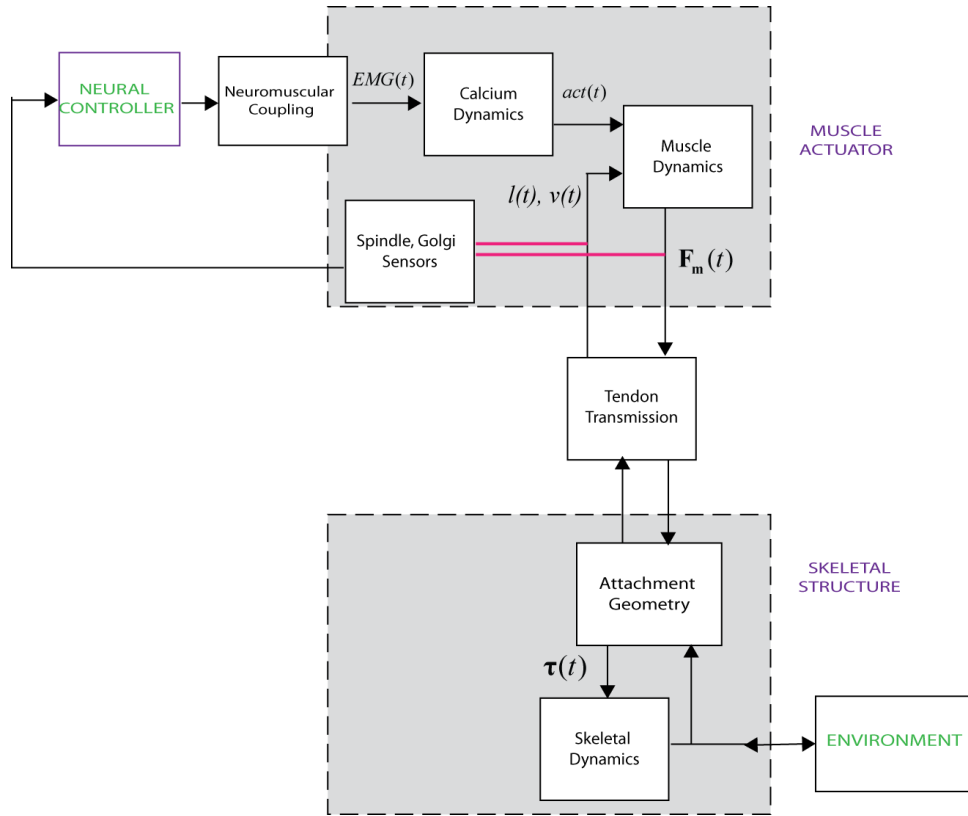 NEURAL
CONTROLLER
Neuromuscular
Coupling
EMG(t)
Calcium
Dynamics
act(t)
Muscle
Dynamics
MUSCLE
ACTUATOR
l(t), v(t)
Spindle, Golgi
Sensors
F_m(t)
Tendon
Transmission
Attachment
Geometry
SKELETAL
STRUCTURE
τ(t)
Skeletal
Dynamics
ENVIRONMENT